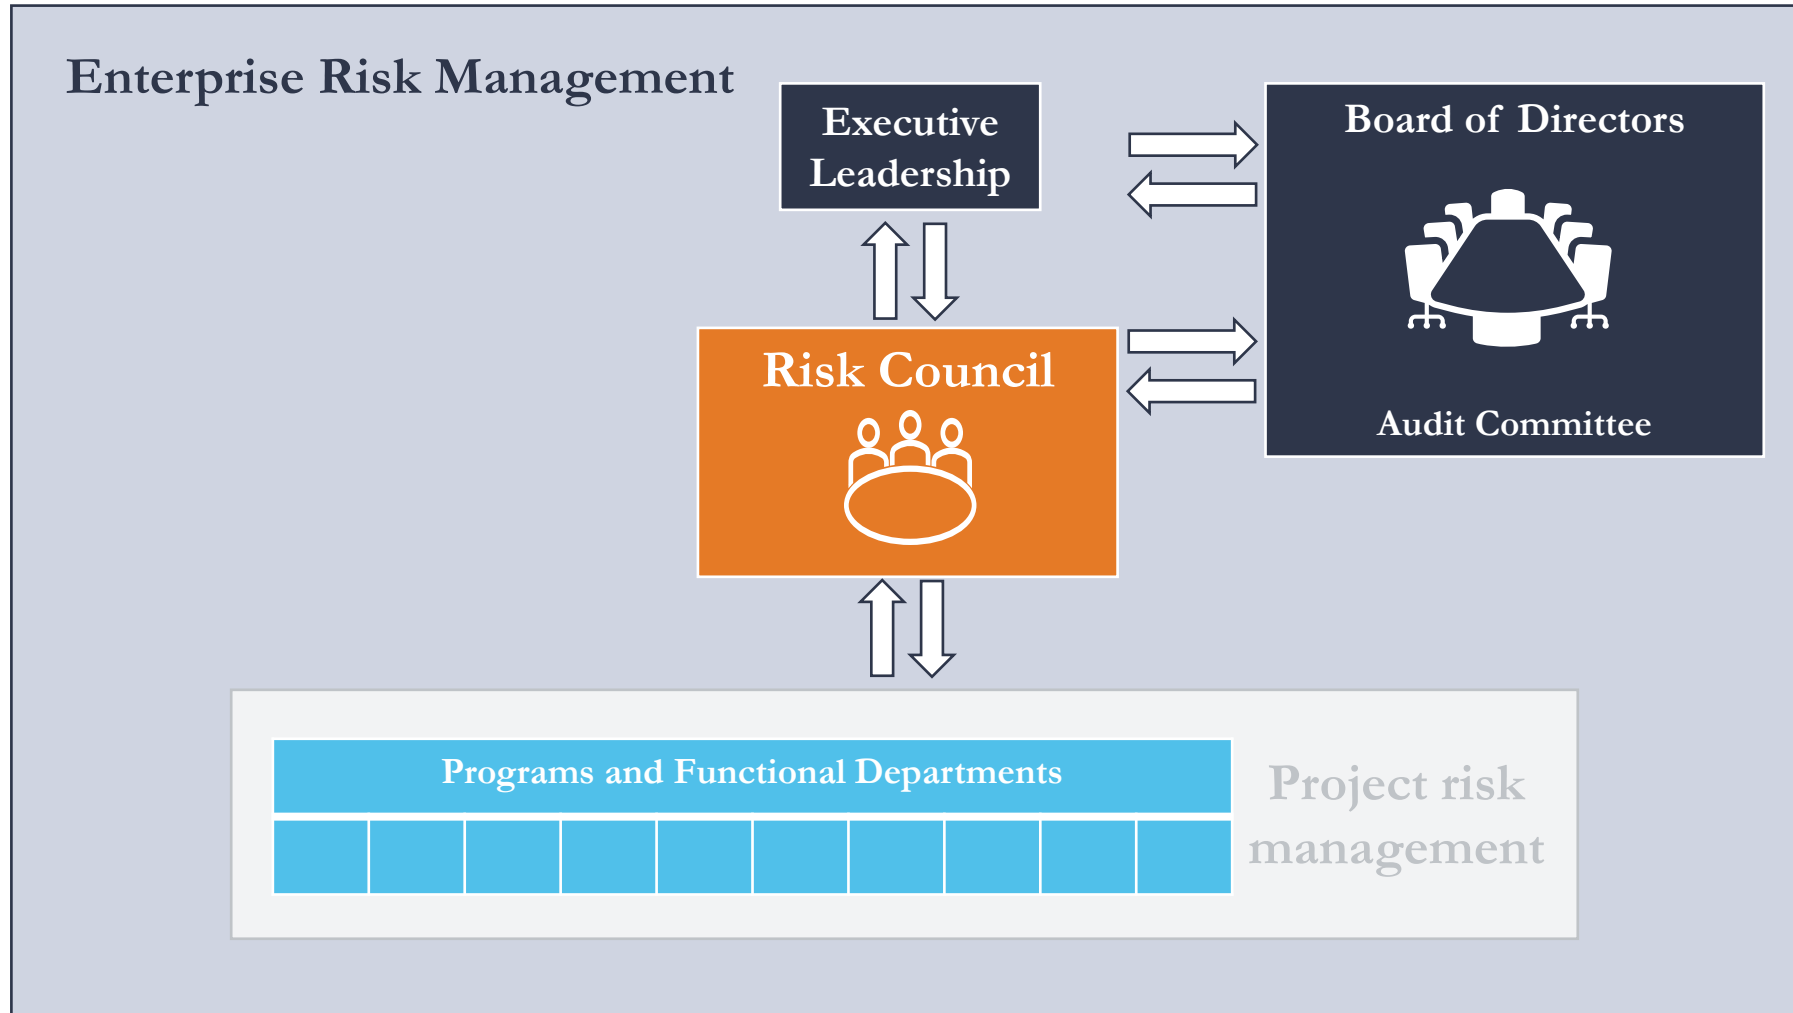 Enterprise Risk Management
Executive
Leadership
Board of Directors
Risk Council
Audit Committee
Programs and Functional Departments
Project risk
management